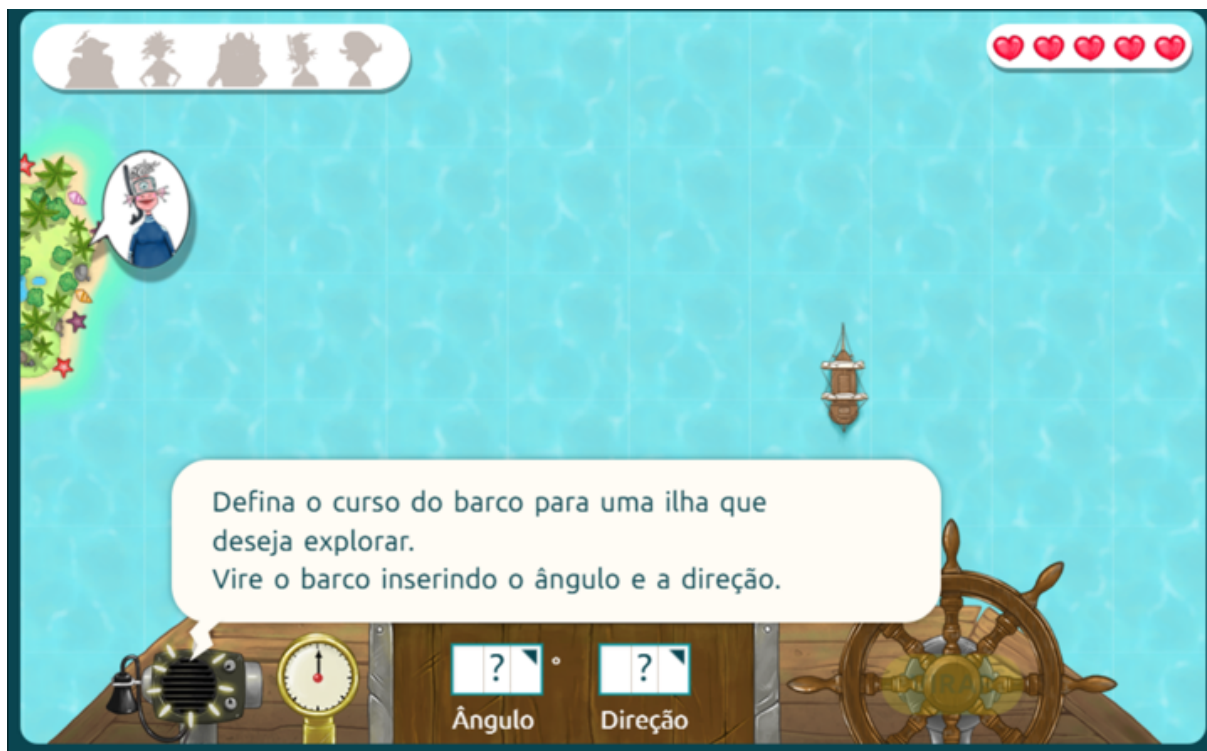 Defina o curso do barco para uma ilha que
deseja explorar.
Vire o barco inserindo o ângulo e a direção.
? ° ?
Ângulo Direção